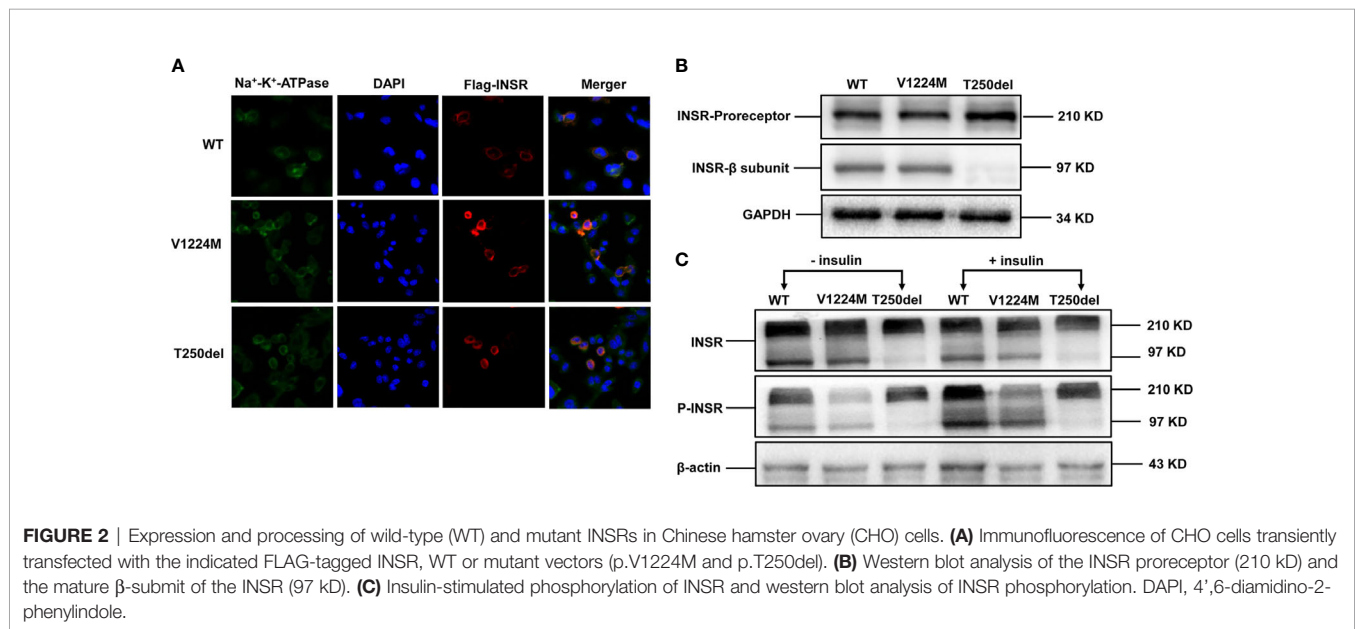 A
Na⁺-K⁺-ATPase DAPI Flag-INSR Merger
WT
V1224M
T250del
B
WT V1224M T250del
INSR-Proreceptor 210 KD
INSR-β subunit 97 KD
GAPDH 34 KD
C
- insulin + insulin
WT V1224M T250del WT V1224M T250del
INSR 210 KD
97 KD
P-INSR 210 KD
97 KD
β-actin 43 KD
FIGURE 2 | Expression and processing of wild-type (WT) and mutant INSRs in Chinese hamster ovary (CHO) cells. (A) Immunofluorescence of CHO cells transiently
transfected with the indicated FLAG-tagged INSR, WT or mutant vectors (p.V1224M and p.T250del). (B) Western blot analysis of the INSR proreceptor (210 kD) and
the mature β-submit of the INSR (97 kD). (C) Insulin-stimulated phosphorylation of INSR and western blot analysis of INSR phosphorylation. DAPI, 4',6-diamidino-2-
phenylindole.